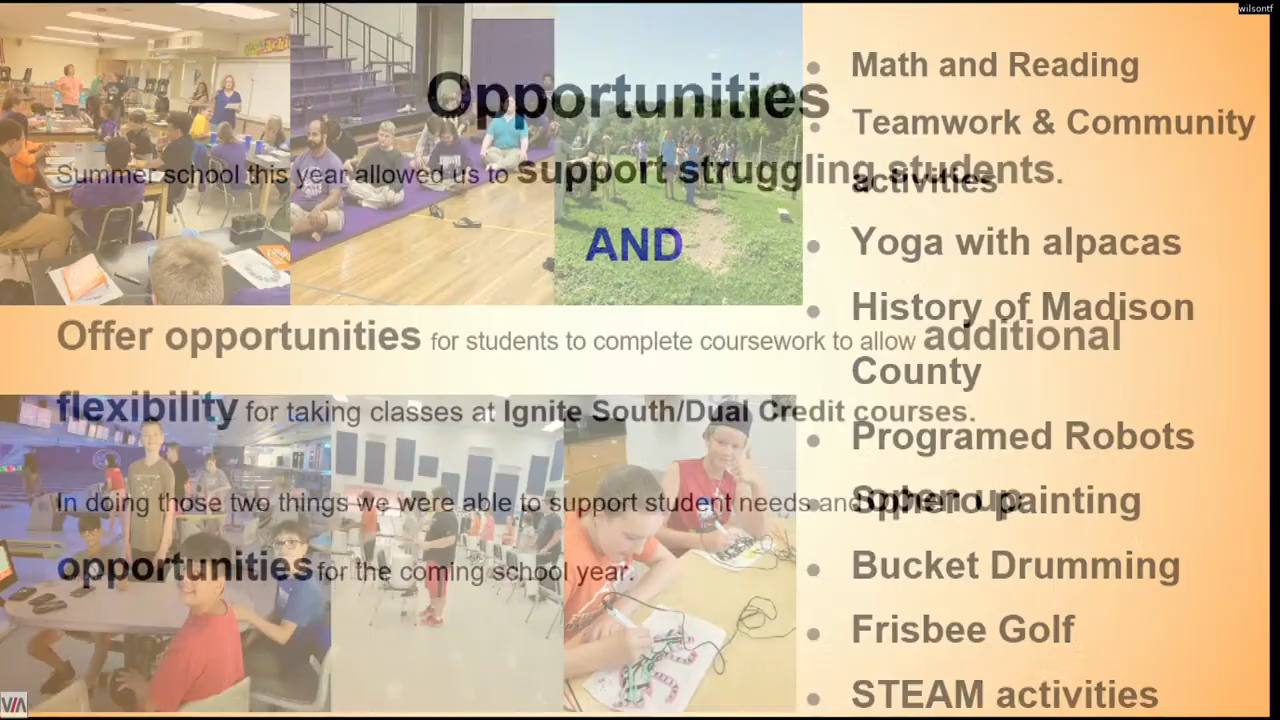 wilsontf
Opportunities
Summer school this year allowed us to support struggling students.
AND
Offer opportunities for students to complete coursework to allow additional
flexibility for taking classes at Ignite South/Dual Credit courses.
In doing those two things we were able to support student needs and open up
opportunities for the coming school year.
• Math and Reading
• Teamwork & Community
activities
• Yoga with alpacas
• History of Madison
County
• Programed Robots
• Sphero painting
• Bucket Drumming
• Frisbee Golf
• STEAM activities
VIA